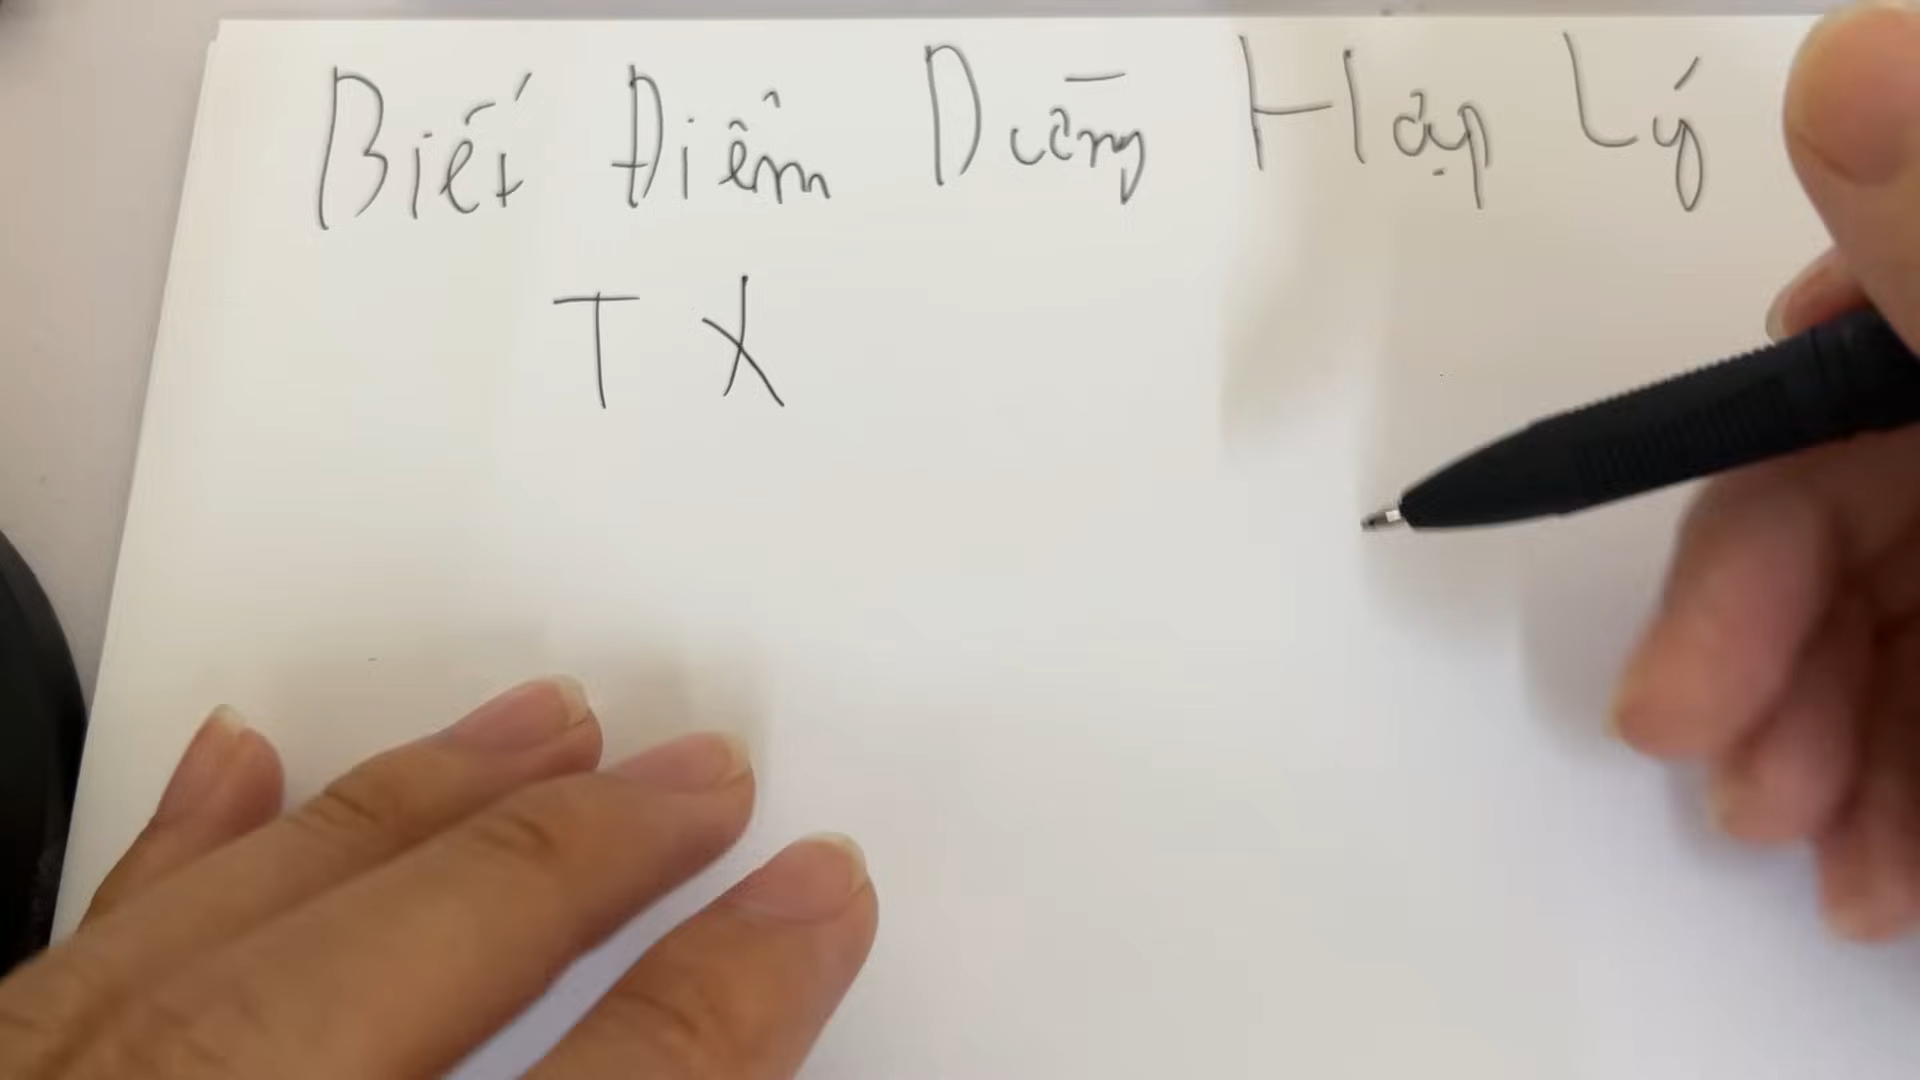 Biết Điểm Dừng Hợp Lý
T X